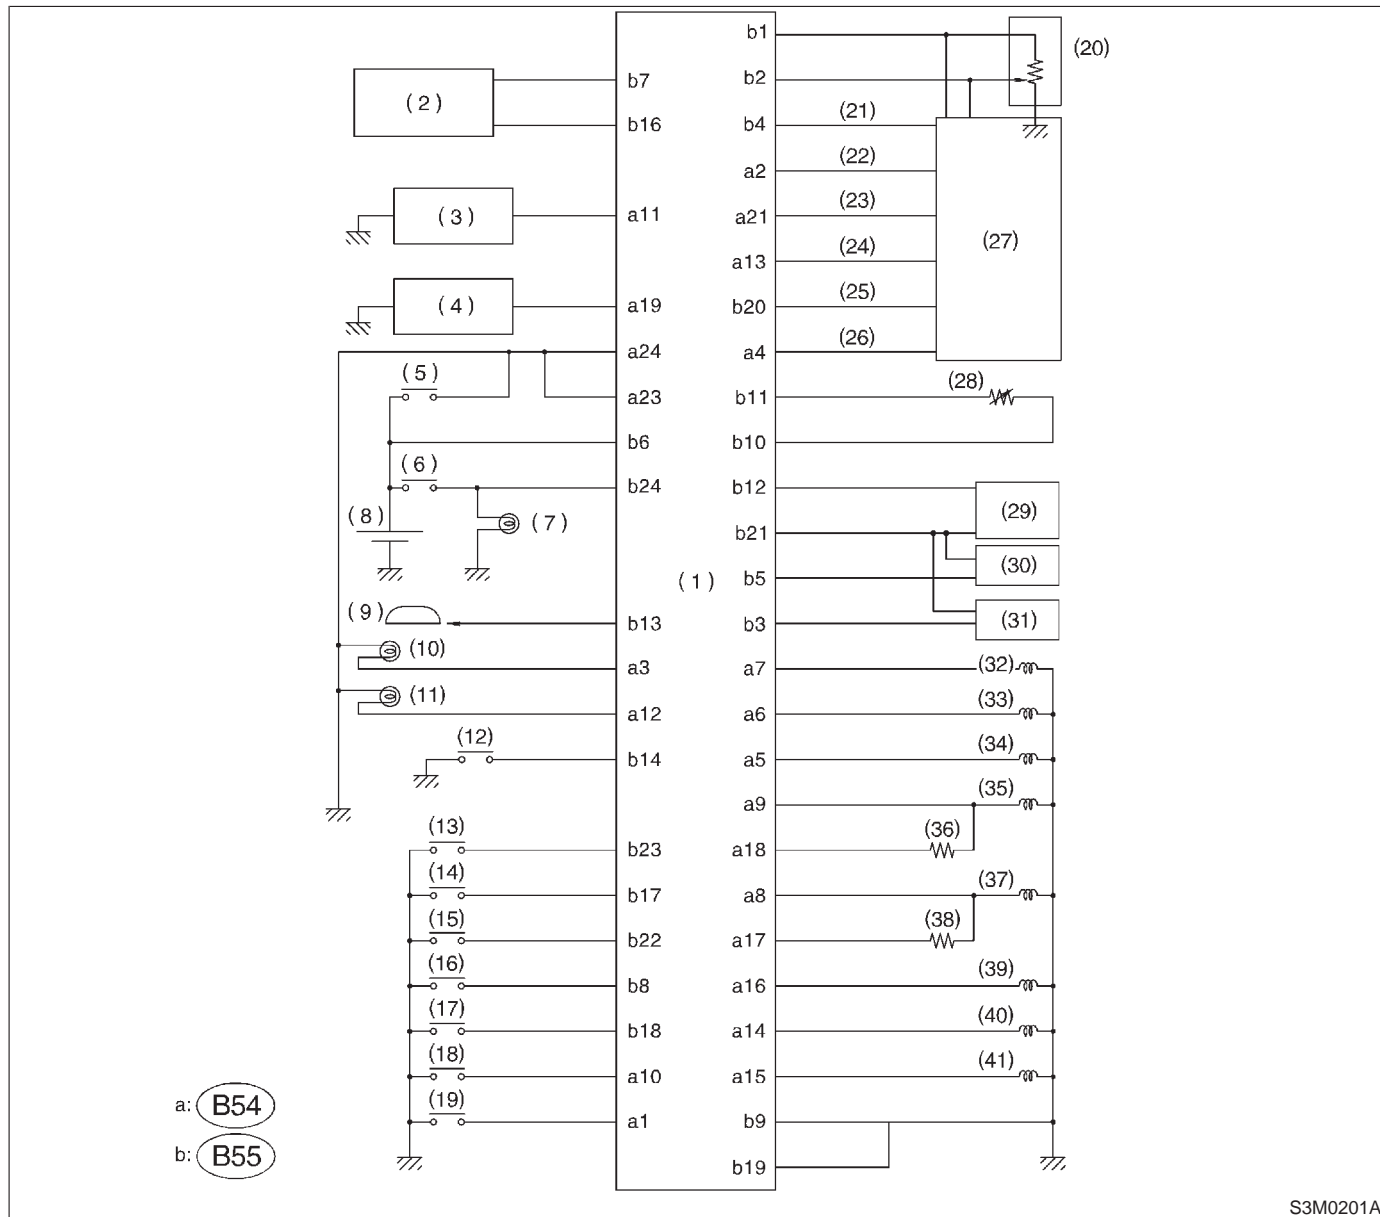 b1
(20)
b7
b2
( 2 )
b16
b4
(21)
a2
(22)
( 3 )
a11
a21
(23)
(27)
a13
(24)
( 4 )
a19
b20
(25)
a24
a4
(26)
( 5 )
a23
b11
(28)
b6
b10
( 6 )
b24
b12
( 8 )
( 7 )
(29)
b21
( 1 )
b5
(30)
( 9 )
b13
b3
(31)
(10)
a3
a7
(32)
(11)
a12
a6
(33)
(12)
b14
a5
(34)
a9
(35)
(13)
b23
a18
(36)
(14)
b17
a8
(37)
(15)
b22
a17
(38)
(16)
b8
a16
(39)
(17)
b18
a14
(40)
(18)
a10
a15
(41)
a: B54
(19)
a1
b9
b: B55
b19
S3M0201A